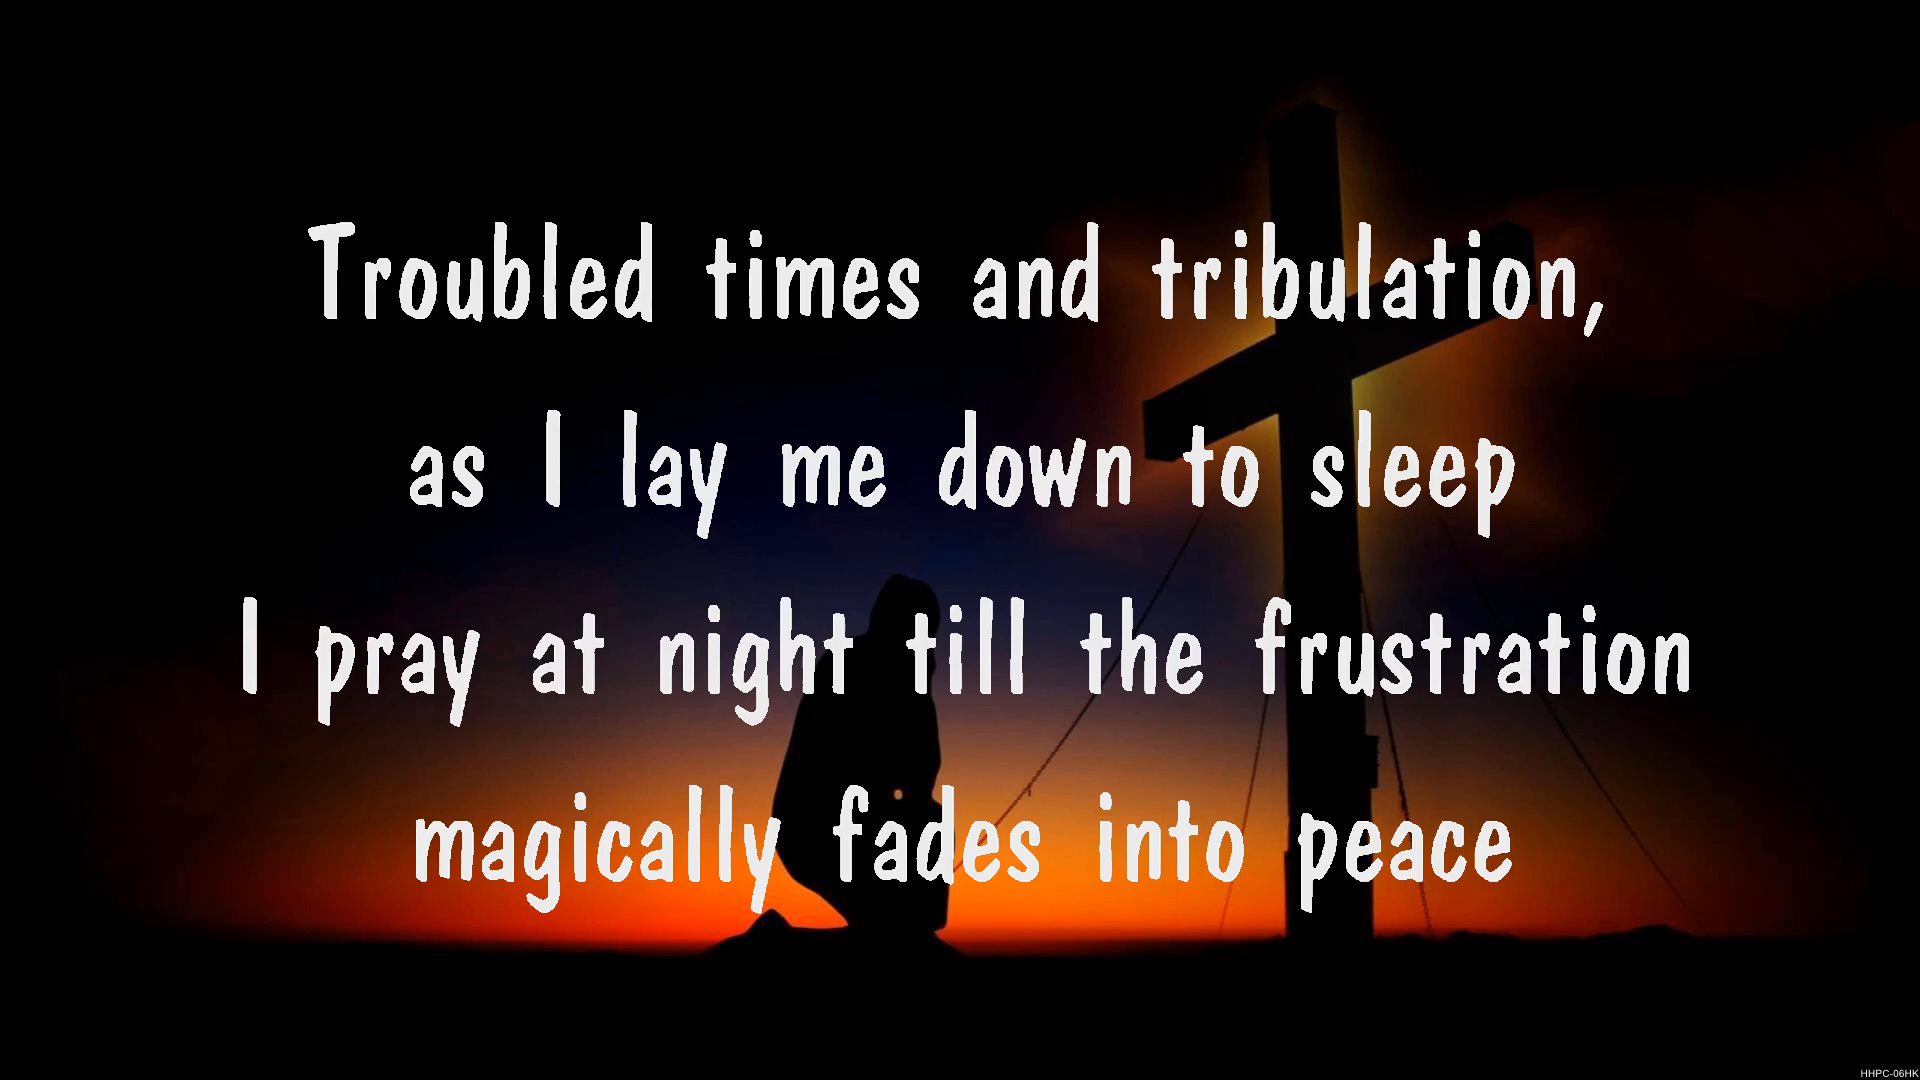 Troubled times and tribulation,
as I lay me down to sleep
I pray at night till the frustration
magically fades into peace
HHPC-06HK